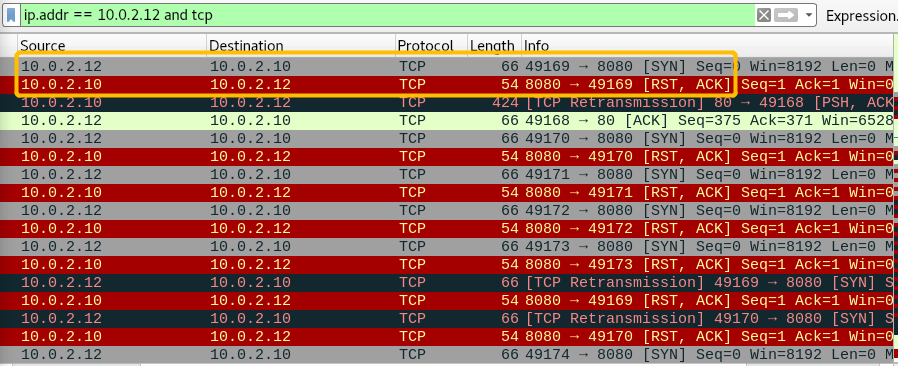 ip.addr == 10.0.2.12 and tcp Expression.
Source Destination Protocol Length Info
10.0.2.12 10.0.2.10 TCP 66 49169 → 8080 [SYN] Seq=0 Win=8192 Len=0 M
10.0.2.10 10.0.2.12 TCP 54 8080 → 49169 [RST, ACK] Seq=1 Ack=1 Win=0
10.0.2.10 10.0.2.12 TCP 424 [TCP Retransmission] 80 → 49168 [PSH, ACK
10.0.2.12 10.0.2.10 TCP 66 49168 → 80 [ACK] Seq=375 Ack=371 Win=6528
10.0.2.12 10.0.2.10 TCP 66 49170 → 8080 [SYN] Seq=0 Win=8192 Len=0 M
10.0.2.10 10.0.2.12 TCP 54 8080 → 49170 [RST, ACK] Seq=1 Ack=1 Win=0
10.0.2.12 10.0.2.10 TCP 66 49171 → 8080 [SYN] Seq=0 Win=8192 Len=0 M
10.0.2.10 10.0.2.12 TCP 54 8080 → 49171 [RST, ACK] Seq=1 Ack=1 Win=0
10.0.2.12 10.0.2.10 TCP 66 49172 → 8080 [SYN] Seq=0 Win=8192 Len=0 M
10.0.2.10 10.0.2.12 TCP 54 8080 → 49172 [RST, ACK] Seq=1 Ack=1 Win=0
10.0.2.12 10.0.2.10 TCP 66 49173 → 8080 [SYN] Seq=0 Win=8192 Len=0 M
10.0.2.10 10.0.2.12 TCP 54 8080 → 49173 [RST, ACK] Seq=1 Ack=1 Win=0
10.0.2.12 10.0.2.10 TCP 66 [TCP Retransmission] 49169 → 8080 [SYN] S
10.0.2.10 10.0.2.12 TCP 54 8080 → 49169 [RST, ACK] Seq=1 Ack=1 Win=0
10.0.2.12 10.0.2.10 TCP 66 [TCP Retransmission] 49170 → 8080 [SYN] S
10.0.2.10 10.0.2.12 TCP 54 8080 → 49170 [RST, ACK] Seq=1 Ack=1 Win=0
10.0.2.12 10.0.2.10 TCP 66 49174 → 8080 [SYN] Seq=0 Win=8192 Len=0 M